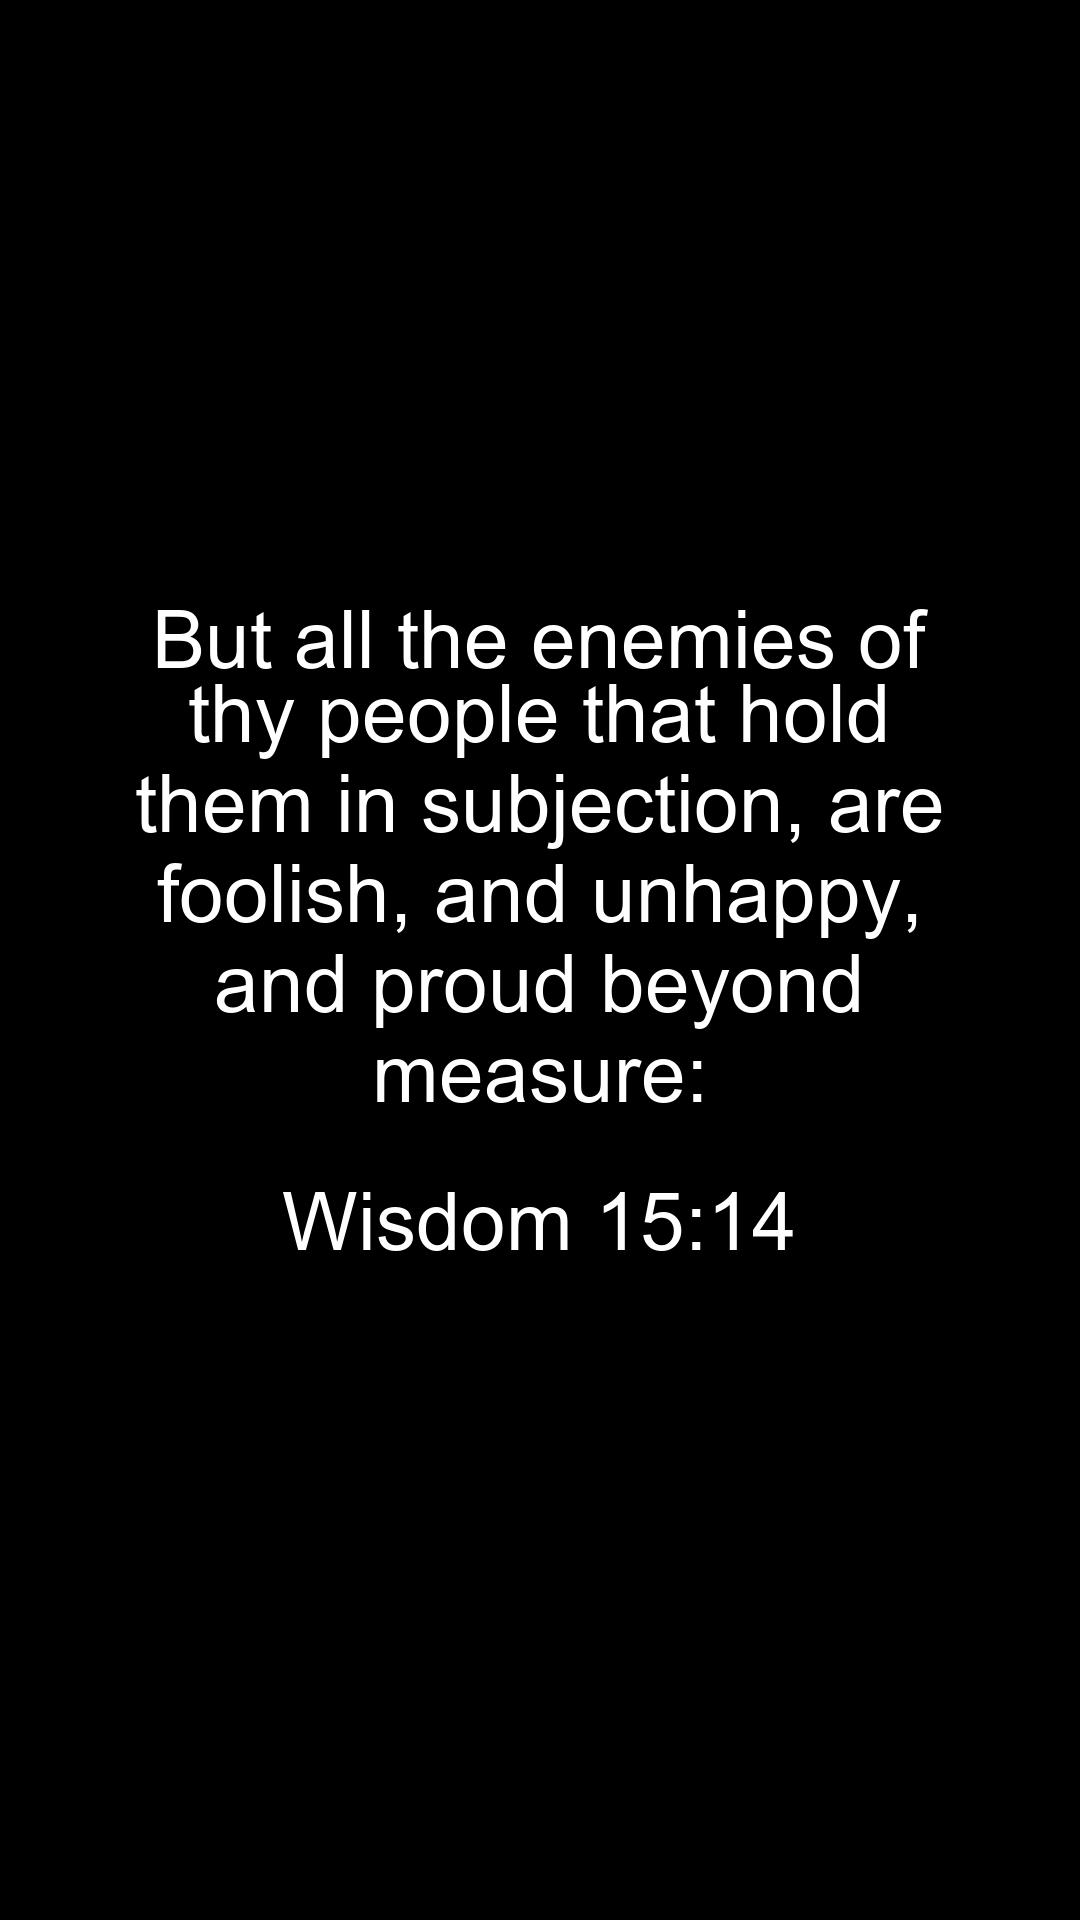 But all the enemies of
thy people that hold
them in subjection, are
foolish, and unhappy,
and proud beyond
measure:
Wisdom 15:14